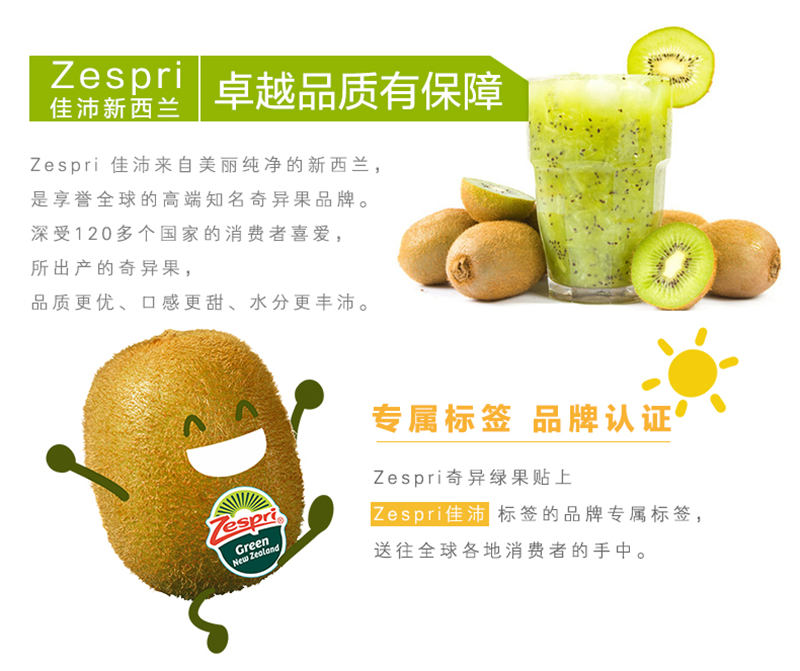 Zespri
佳沛新西兰
卓越品质有保障
Zespri 佳沛来自美丽纯净的新西兰，
是享誉全球的高端知名奇异果品牌。
深受120多个国家的消费者喜爱，
所出产的奇异果，
品质更优、口感更甜、水分更丰沛。
专属标签 品牌认证
Zespri奇异绿果贴上
Zespri佳沛 标签的品牌专属标签，
送往全球各地消费者的手中。
Zespri®
Green
New Zealand